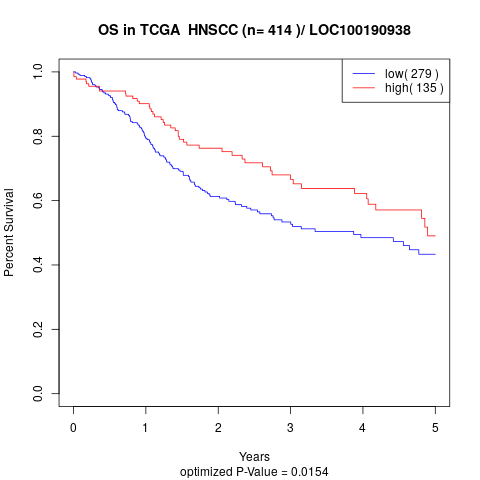 OS in TCGA  HNSCC (n= 414 )/ LOC100190938
low( 279 )
high( 135 )
Percent Survival
1.0
0.8
0.6
0.4
0.2
0.0
0 1 2 3 4 5
Years
optimized P-Value = 0.0154